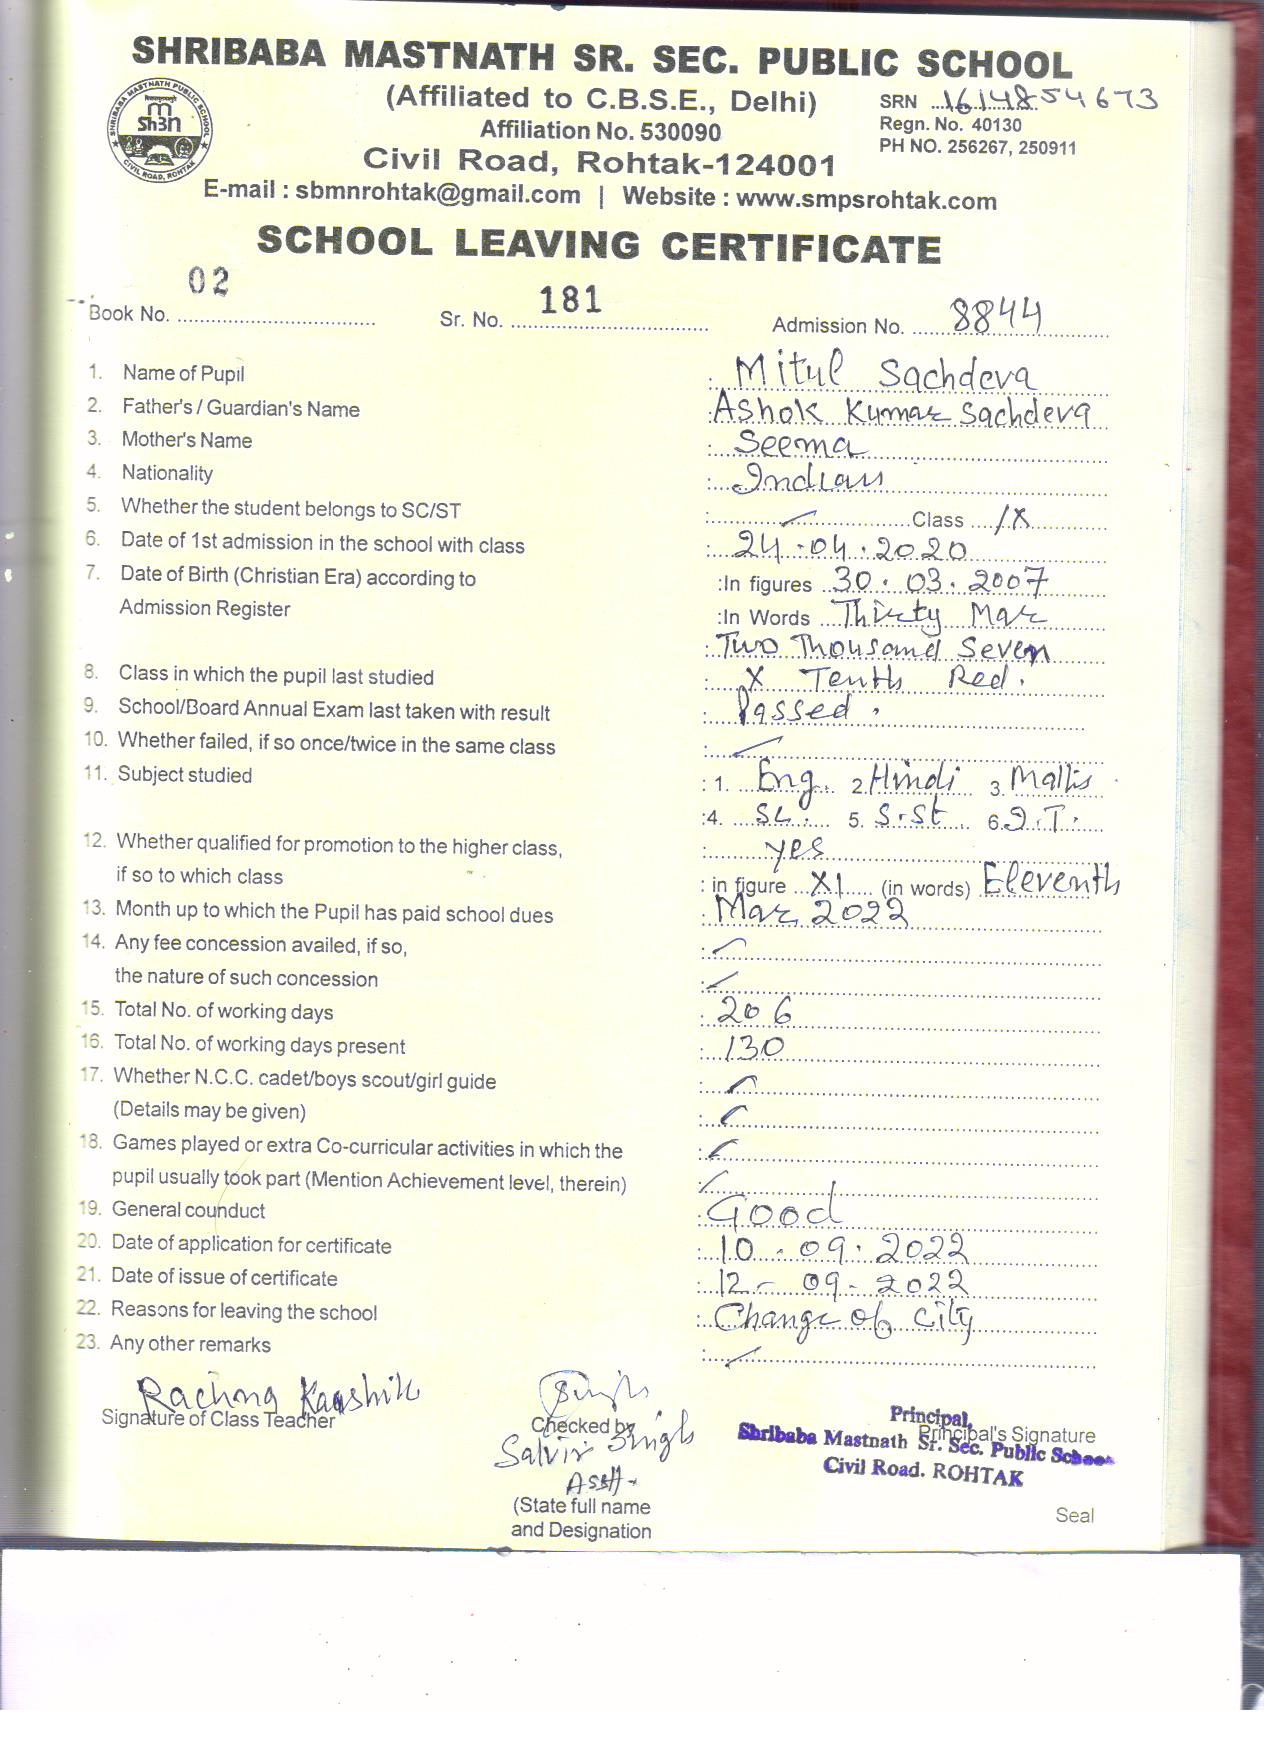 SHRIBABA MASTNATH SR. SEC. PUBLIC SCHOOL
(Affiliated to C.B.S.E., Delhi)
SRN 1614854673
Affiliation No. 530090
Regn. No. 40130
Civil Road, Rohtak-124001
PH NO. 256267, 250911
E-mail : sbmnrohtak@gmail.com | Website : www.smpsrohtak.com
SCHOOL LEAVING CERTIFICATE
Book No. 02 Sr. No. 181 Admission No. 8844
1. Name of Pupil : Mitul Sachdeva
2. Father's / Guardian's Name : Ashok Kumar Sachdeva
3. Mother's Name : Seema
4. Nationality : Indian
5. Whether the student belongs to SC/ST : Class IX
6. Date of 1st admission in the school with class : 24.04.2020
7. Date of Birth (Christian Era) according to :In figures 30.03.2007
Admission Register :In Words Thirty Mar
: Two Thousand Seven
8. Class in which the pupil last studied : X Tenth Red.
9. School/Board Annual Exam last taken with result : Passed.
10. Whether failed, if so once/twice in the same class :
11. Subject studied : 1. Eng. 2. Hindi 3. Maths
:4. Sc. 5. S.St 6. I.T.
12. Whether qualified for promotion to the higher class, : yes
if so to which class : in figure XI (in words) Eleventh
13. Month up to which the Pupil has paid school dues : Mar, 2022
14. Any fee concession availed, if so, :
the nature of such concession :
15. Total No. of working days : 206
16. Total No. of working days present : 130
17. Whether N.C.C. cadet/boys scout/girl guide :
(Details may be given) :
18. Games played or extra Co-curricular activities in which the :
pupil usually took part (Mention Achievement level, therein) :
19. General counduct : Good
20. Date of application for certificate : 10-09.2022
21. Date of issue of certificate : 12-09-2022
22. Reasons for leaving the school : Change of city
23. Any other remarks :
Rachna Kaushik
Signature of Class Teacher
Checked by
Singh
Asstt.
(State full name
and Designation
Principal,
Principal's Signature
Shribaba Mastnath Sr. Sec. Public School
Civil Road. ROHTAK
Seal